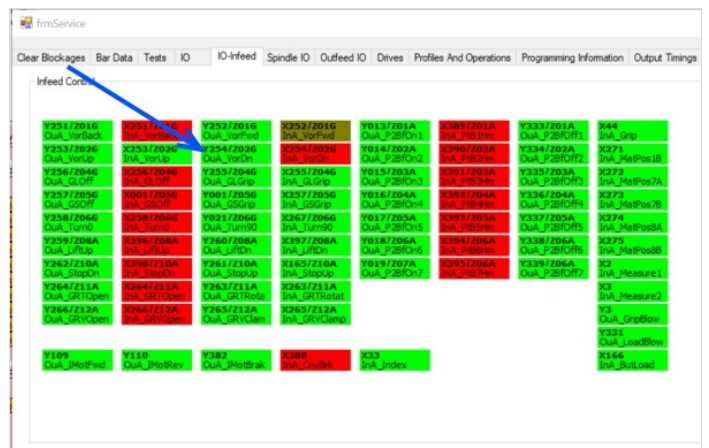 frmService
Clear Blockages Bar Data Tests IO IO-Infeed Spindle IO Outfeed IO Drives Profiles And Operations Programming Information Output Timings
Infeed Control
Y251/Z01G X251/Z01G Y252/Z01G X252/Z01G Y013/Z01A X389/Z01A Y333/Z01A X44
OuA_VorBack InA_VorBack OuA_VorFwd InA_VorFwd OuA_P2BfOn1 InA_PtB1Hm OuA_P2BfOff1 InA_Grip
Y253/Z02G X253/Z02G Y254/Z02G X254/Z02G Y014/Z02A X390/Z02A Y334/Z02A X271
OuA_VorUp InA_VorUp OuA_VorDn InA_VorDn OuA_P2BfOn2 InA_PtB2Hm OuA_P2BfOff2 InA_MatPos1B
Y256/Z04G X256/Z04G Y255/Z04G X255/Z04G Y015/Z03A X391/Z03A Y335/Z03A X272
OuA_GLOff InA_GLOff OuA_GLGrip InA_GLGrip OuA_P2BfOn3 InA_PtB3Hm OuA_P2BfOff3 InA_MatPos7A
Y257/Z05G X001/Z05G Y001/Z05G X257/Z05G Y016/Z04A X392/Z04A Y336/Z04A X273
OuA_GSOff InA_GSOff OuA_GSGrip InA_GSGrip OuA_P2BfOn4 InA_PtB4Hm OuA_P2BfOff4 InA_MatPos7B
Y258/Z06G X258/Z06G Y021/Z06G X267/Z06G Y017/Z05A X393/Z05A Y337/Z05A X274
OuA_Turn0 InA_Turn0 OuA_Turn90 InA_Turn90 OuA_P2BfOn5 InA_PtB5Hm OuA_P2BfOff5 InA_MatPos8A
Y259/Z08A X396/Z08A Y260/Z08A X397/Z08A Y018/Z06A X394/Z06A Y338/Z06A X275
OuA_LiftUp InA_LiftUp OuA_LiftDn InA_LiftDn OuA_P2BfOn6 InA_PtB6Hm OuA_P2BfOff6 InA_MatPos8B
Y262/Z10A X398/Z10A Y261/Z10A X165/Z10A Y019/Z07A X395/Z06A Y339/Z06A X2
OuA_StopDn InA_StopDn OuA_StopUp InA_StopUp OuA_P2BfOn7 InA_PtB7Hm OuA_P2BfOff7 InA_Measure1
Y264/Z11A X264/Z11A Y263/Z11A X263/Z11A X3
OuA_GRTOpen InA_GRTOpen OuA_GRTRota InA_GRTRotat InA_Measure2
Y266/Z12A X266/Z12A Y265/Z12A X265/Z12A Y3
OuA_GRVOpen InA_GRVOpen OuA_GRVClam InA_GRVClamp OuA_GripBlow
Y331
OuA_LoadBlow
Y109 Y110 Y382 X388 X33 X166
OuA_IMotFwd OuA_IMotRev OuA_IMotBrak InA_CnvBrk InA_Index InA_ButLoad